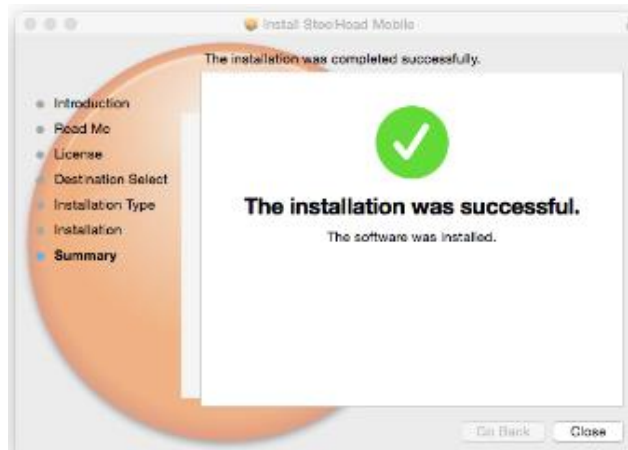 Install SteelHead Mobile
The installation was completed successfully.
Introduction
Read Me
License
Destination Select
Installation Type
Installation
Summary
The installation was successful.
The software was installed.
Go Back
Close